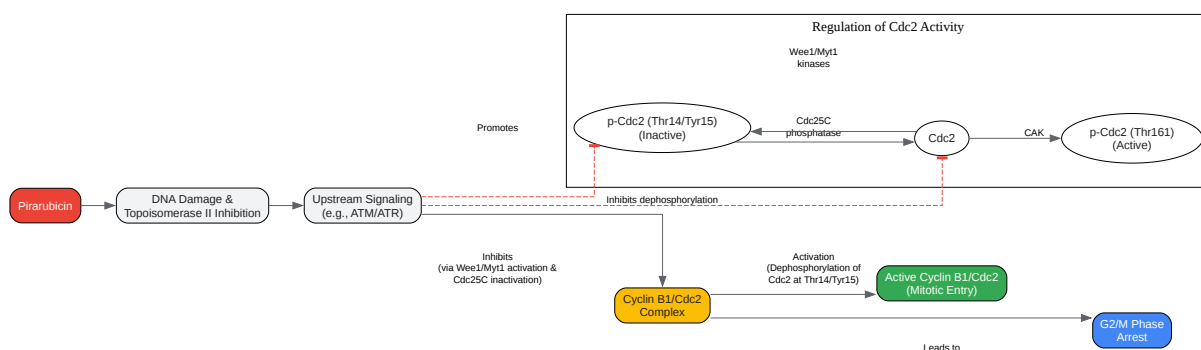 Regulation of Cdc2 Activity
Wee1/Myt1
kinases
p-Cdc2 (Thr14/Tyr15)
(Inactive)
Cdc25C
phosphatase
Cdc2
CAK
p-Cdc2 (Thr161)
(Active)
Promotes
Pirarubicin
DNA Damage &
Topoisomerase II Inhibition
Upstream Signaling
(e.g., ATM/ATR)
Inhibits dephosphorylation
Inhibits
(via Wee1/Myt1 activation &
Cdc25C inactivation)
Activation
(Dephosphorylation of
Cdc2 at Thr14/Tyr15)
Active Cyclin B1/Cdc2
(Mitotic Entry)
Cyclin B1/Cdc2
Complex
G2/M Phase
Arrest
Leads to